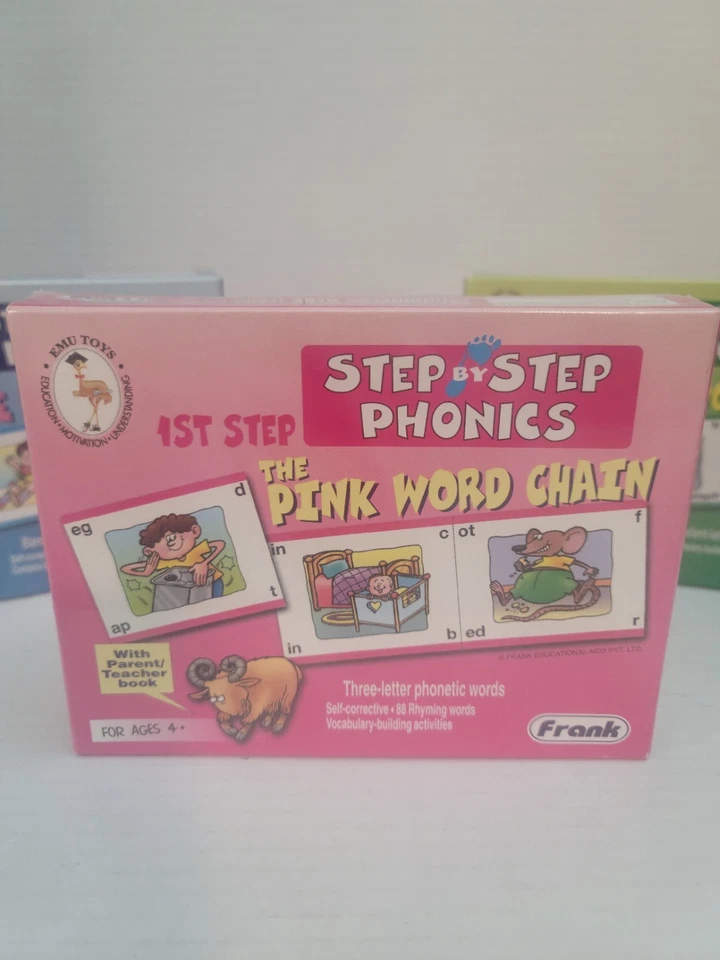 EMU TOYS
EDUCATION • MOTIVATION • UNDERSTANDING
1ST STEP
STEP BY STEP
PHONICS
THE
PINK WORD CHAIN
eg
d
ap
t
in
c
in
b
ot
f
ed
r
© FRANK EDUCATIONAL AIDS PVT. LTD.
With
Parent/
Teacher
book
Three-letter phonetic words
Self-corrective • 88 Rhyming words
Vocabulary-building activities
FOR AGES 4+
Frank